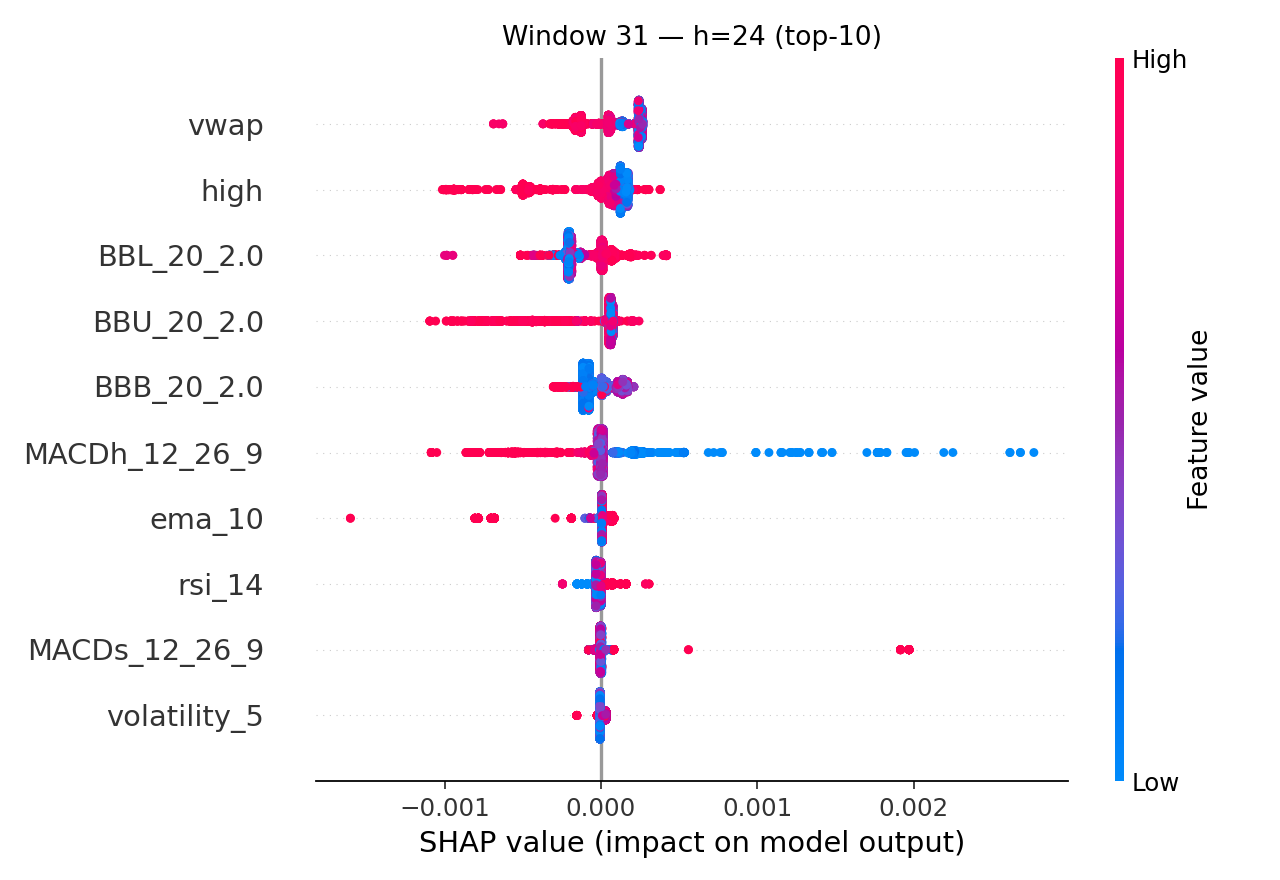 Window 31 — h=24 (top-10)
High
vwap
high
BBL_20_2.0
BBU_20_2.0
BBB_20_2.0
MACDh_12_26_9
ema_10
rsi_14
MACDs_12_26_9
volatility_5
Feature value
Low
−0.001 0.000 0.001 0.002
SHAP value (impact on model output)